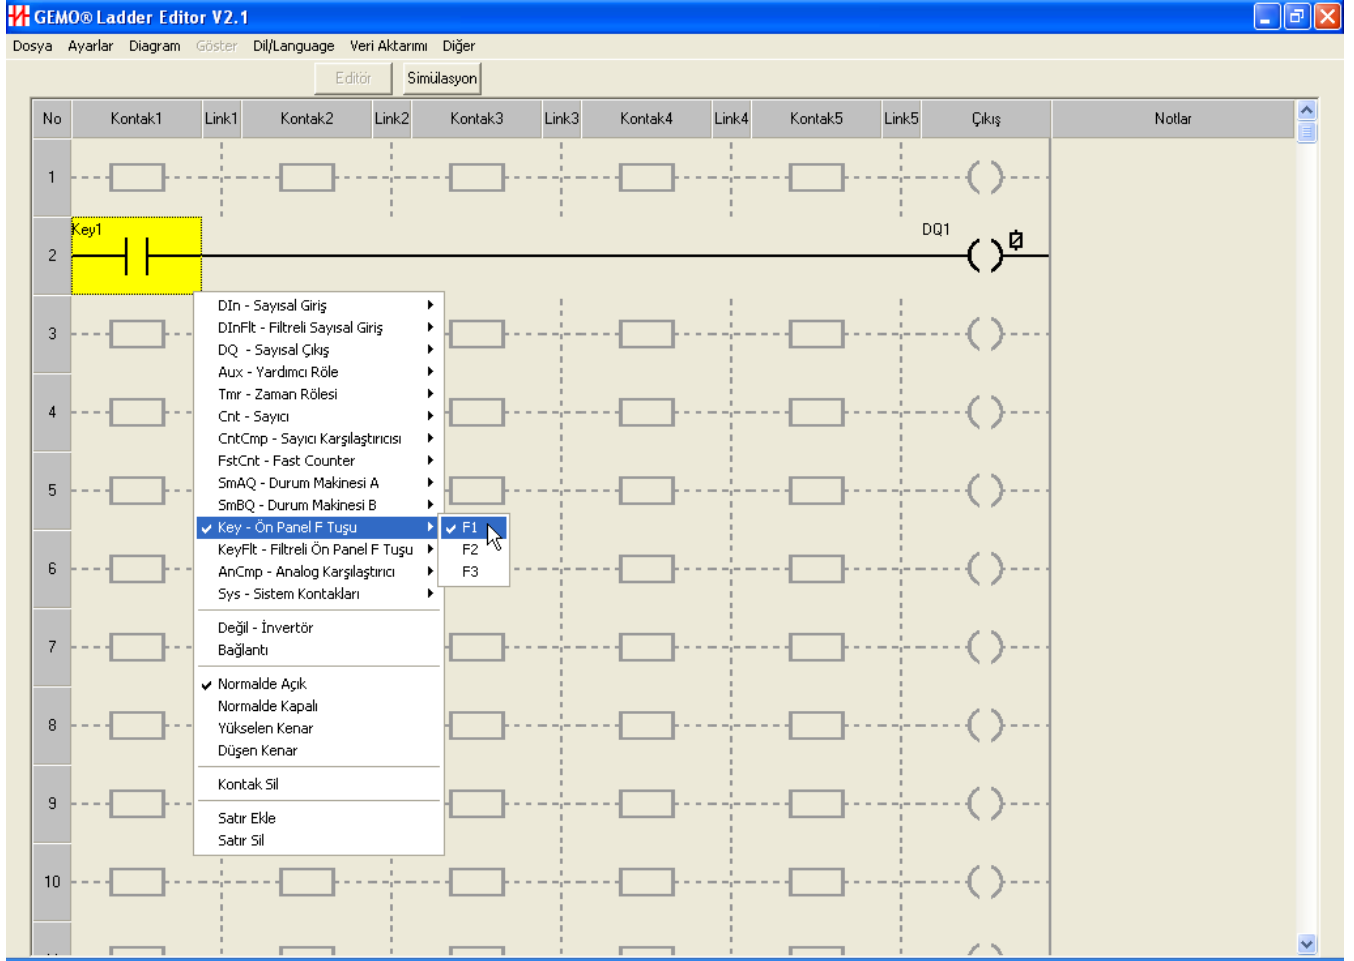 GEMO® Ladder Editor V2.1
Dosya Ayarlar Diagram Göster Dil/Language Veri Aktarımı Diğer
Editör Simülasyon
No Kontak1 Link1 Kontak2 Link2 Kontak3 Link3 Kontak4 Link4 Kontak5 Link5 Çıkış Notlar
1
Key1 DQ1
2
DIn - Sayısal Giriş
DInFlt - Filtreli Sayısal Giriş
3
DQ - Sayısal Çıkış
Aux - Yardımcı Röle
Tmr - Zaman Rölesi
4
Cnt - Sayıcı
CntCmp - Sayıcı Karşılaştırıcısı
FstCnt - Fast Counter
SmAQ - Durum Makinesi A
5
SmBQ - Durum Makinesi B
Key - Ön Panel F Tuşu F1
KeyFlt - Filtreli Ön Panel F Tuşu F2
6
AnCmp - Analog Karşılaştırıcı F3
Sys - Sistem Kontakları
Değil - İnvertör
7
Bağlantı
Normalde Açık
Normalde Kapalı
8
Yükselen Kenar
Düşen Kenar
Kontak Sil
9
Satır Ekle
Satır Sil
10